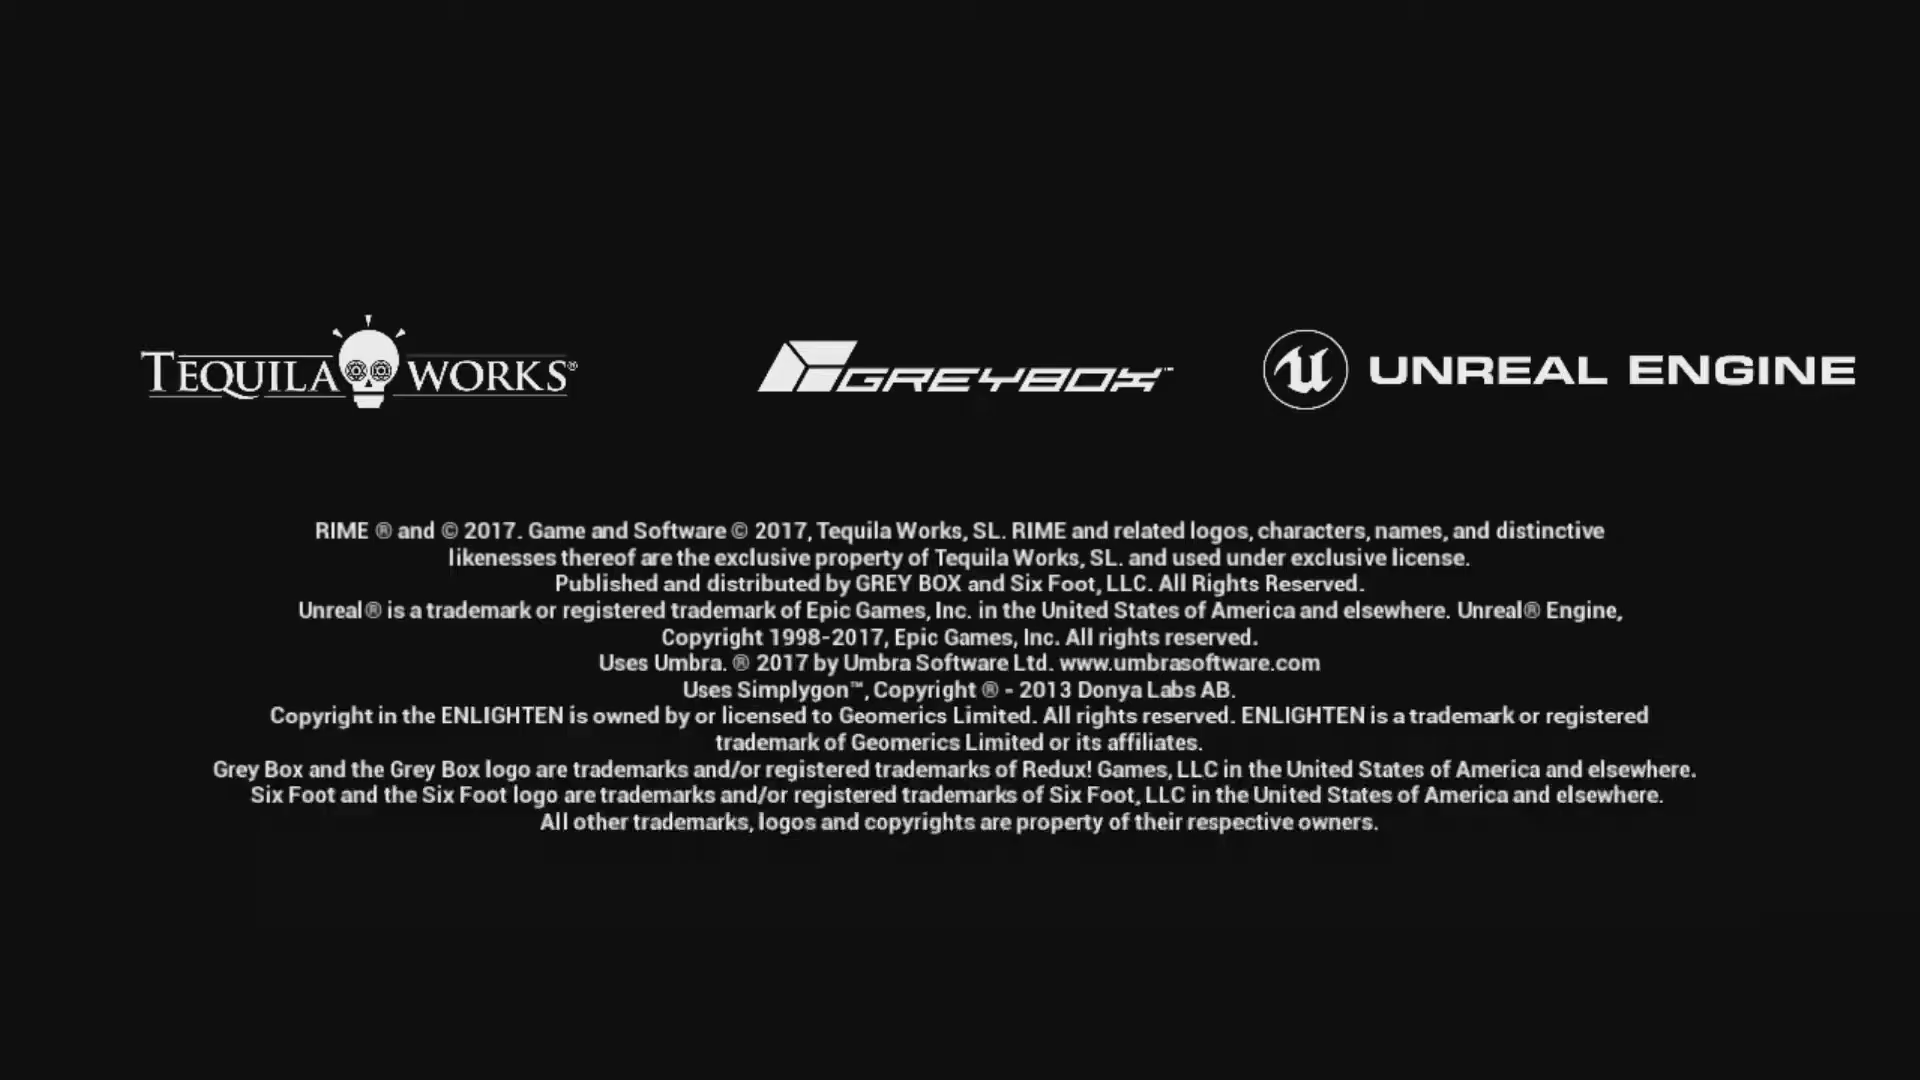 TEQUILA WORKS®
GREYBOX™
UNREAL ENGINE
RIME ® and © 2017. Game and Software © 2017, Tequila Works, SL. RIME and related logos, characters, names, and distinctive
likenesses thereof are the exclusive property of Tequila Works, SL. and used under exclusive license.
Published and distributed by GREY BOX and Six Foot, LLC. All Rights Reserved.
Unreal® is a trademark or registered trademark of Epic Games, Inc. in the United States of America and elsewhere. Unreal® Engine,
Copyright 1998-2017, Epic Games, Inc. All rights reserved.
Uses Umbra. ® 2017 by Umbra Software Ltd. www.umbrasoftware.com
Uses Simplygon™, Copyright ® - 2013 Donya Labs AB.
Copyright in the ENLIGHTEN is owned by or licensed to Geomerics Limited. All rights reserved. ENLIGHTEN is a trademark or registered
trademark of Geomerics Limited or its affiliates.
Grey Box and the Grey Box logo are trademarks and/or registered trademarks of Redux! Games, LLC in the United States of America and elsewhere.
Six Foot and the Six Foot logo are trademarks and/or registered trademarks of Six Foot, LLC in the United States of America and elsewhere.
All other trademarks, logos and copyrights are property of their respective owners.